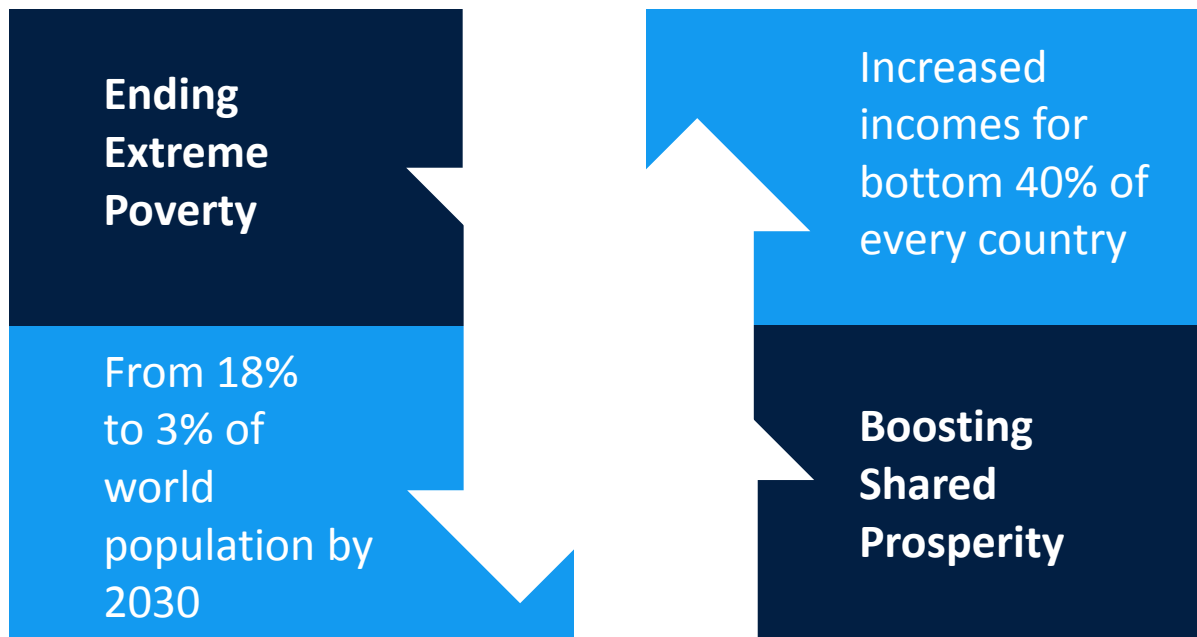 Ending
Extreme
Poverty
From 18%
to 3% of
world
population by
2030
Increased
incomes for
bottom 40% of
every country
Boosting
Shared
Prosperity